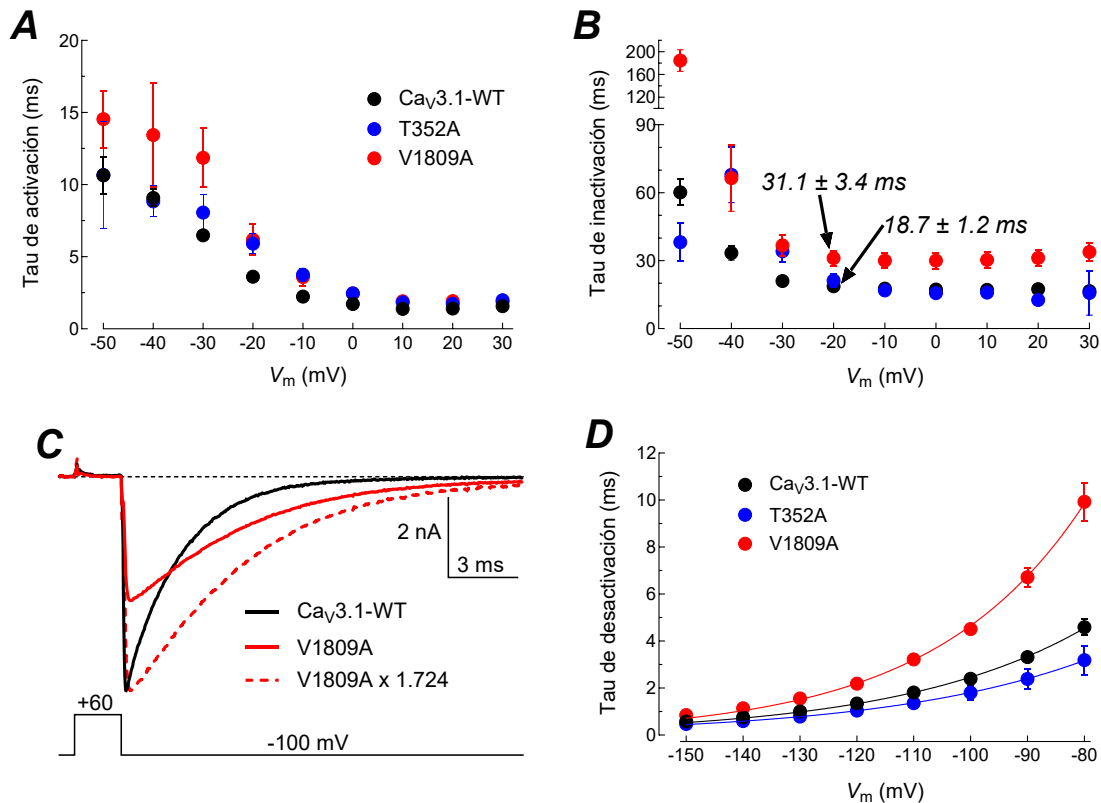 A
Tau de activación (ms)
20
15
10
5
0
-50 -40 -30 -20 -10 0 10 20 30
Vm (mV)
CaV3.1-WT
T352A
V1809A
B
Tau de inactivación (ms)
200
160
120
90
60
30
0
31.1 ± 3.4 ms
18.7 ± 1.2 ms
-50 -40 -30 -20 -10 0 10 20 30
Vm (mV)
C
2 nA
3 ms
CaV3.1-WT
V1809A
V1809A x 1.724
+60
-100 mV
D
Tau de desactivación (ms)
12
10
8
6
4
2
0
CaV3.1-WT
T352A
V1809A
-150 -140 -130 -120 -110 -100 -90 -80
Vm (mV)